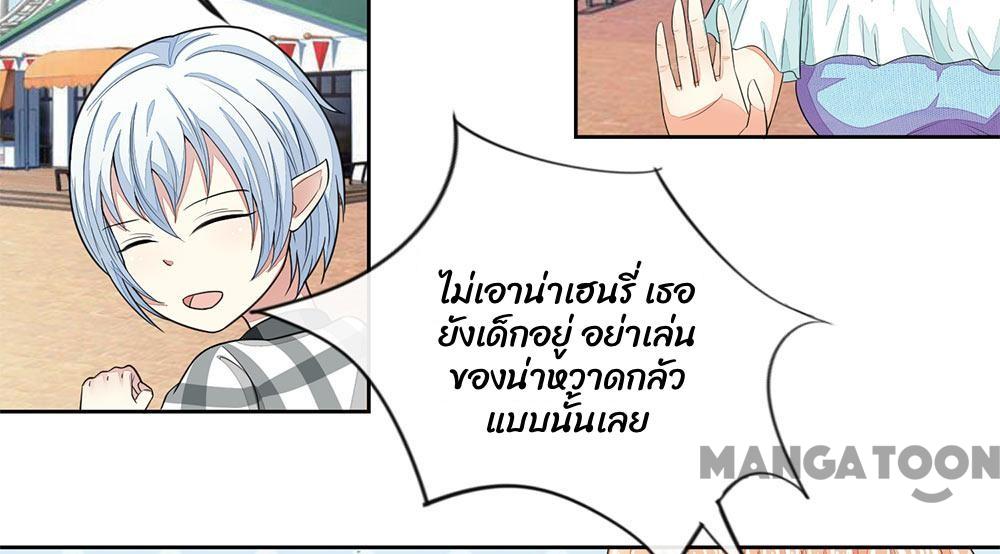 ไม่เอาน่าเฮนรี่ เธอ
ยังเด็กอยู่ อย่าเล่น
ของน่าหวาดกลัว
แบบนั้นเลย
MANGATOON